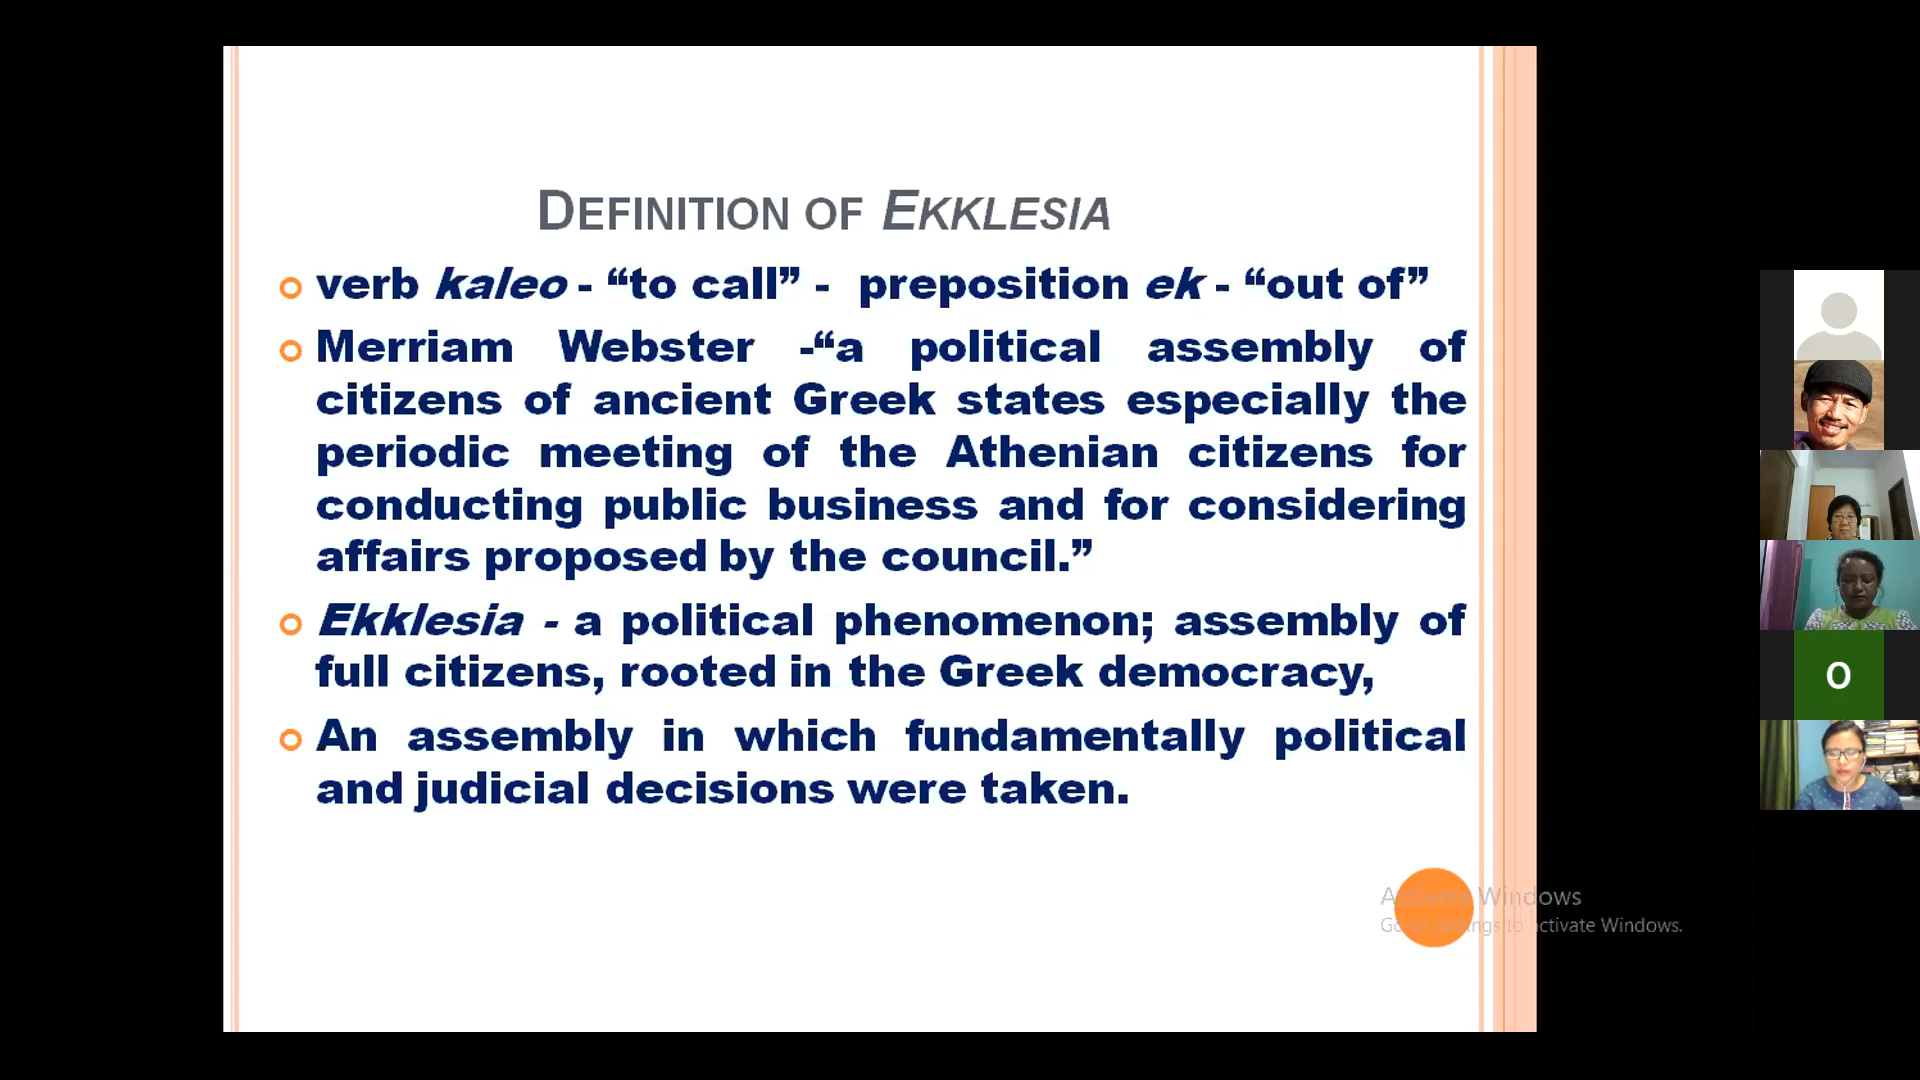 DEFINITION OF EKKLESIA
verb kaleo - “to call” - preposition ek - “out of”
Merriam Webster -“a political assembly of
citizens of ancient Greek states especially the
periodic meeting of the Athenian citizens for
conducting public business and for considering
affairs proposed by the council.”
Ekklesia - a political phenomenon; assembly of
full citizens, rooted in the Greek democracy,
An assembly in which fundamentally political
and judicial decisions were taken.
Activate Windows
Go to Settings to activate Windows.
O